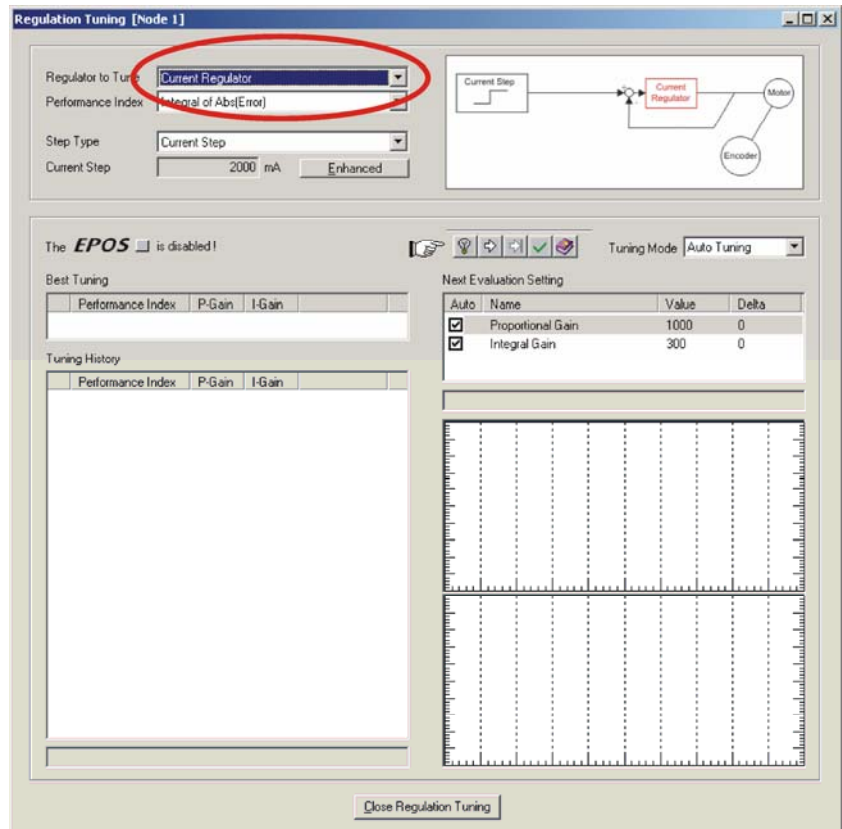 Regulation Tuning [Node 1]
Regulator to Tune Current Regulator
Performance Index Integral of Abs(Error)
Step Type Current Step
Current Step 2000 mA Enhanced
Current Step
Current
Regulator
Motor
Encoder
The EPOS is disabled !
Tuning Mode Auto Tuning
Best Tuning
Performance Index P-Gain I-Gain
Tuning History
Performance Index P-Gain I-Gain
Next Evaluation Setting
Auto Name Value Delta
Proportional Gain 1000 0
Integral Gain 300 0
Close Regulation Tuning